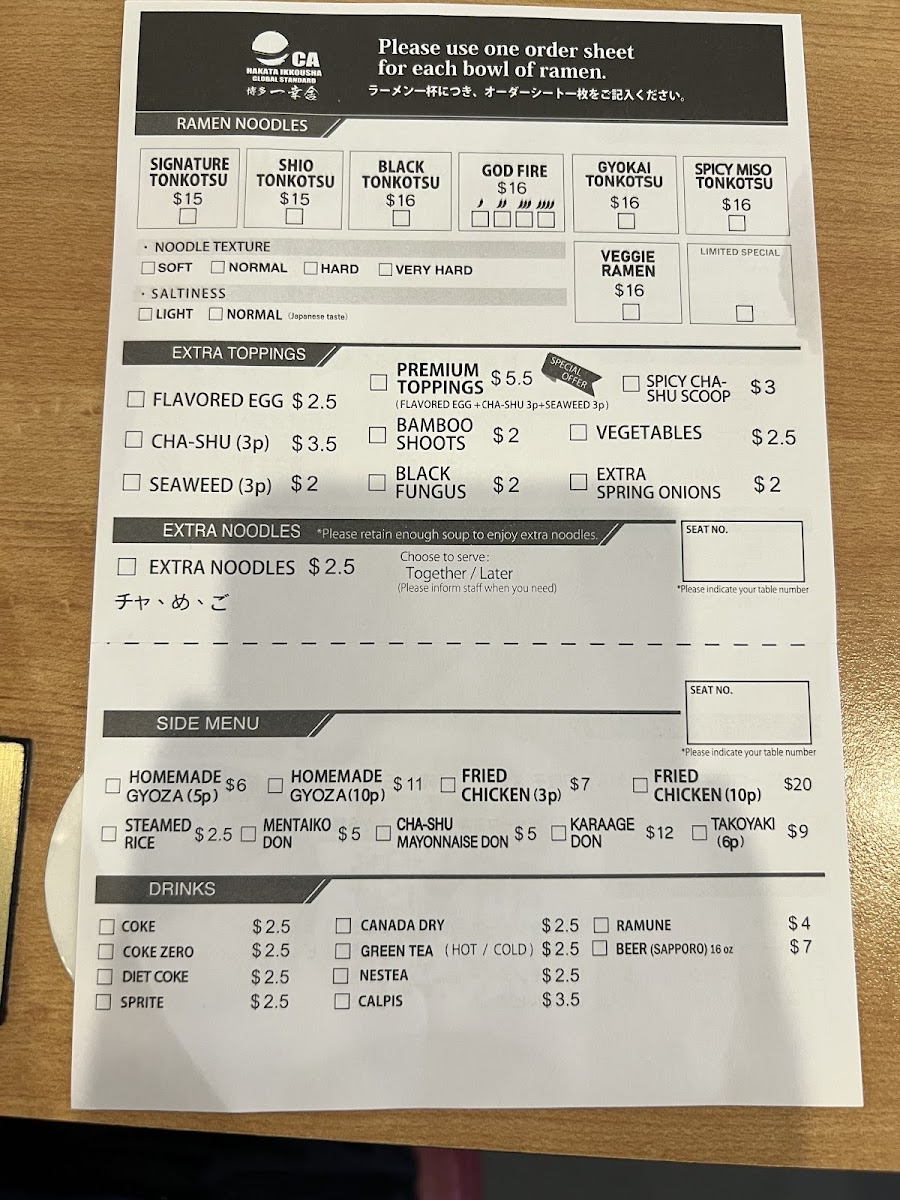 CA
HAKATA IKKOUSHA
GLOBAL STANDARD
博多 一幸舎
Please use one order sheet
for each bowl of ramen.
ラーメン一杯につき、オーダーシート一枚をご記入ください。
RAMEN NOODLES
SIGNATURE TONKOTSU $15
SHIO TONKOTSU $15
BLACK TONKOTSU $16
GOD FIRE $16
GYOKAI TONKOTSU $16
SPICY MISO TONKOTSU $16
・ NOODLE TEXTURE
SOFT NORMAL HARD VERY HARD
・ SALTINESS
LIGHT NORMAL (Japanese taste)
VEGGIE RAMEN $16
LIMITED SPECIAL
EXTRA TOPPINGS
FLAVORED EGG $2.5
PREMIUM TOPPINGS $5.5 SPECIAL OFFER
(FLAVORED EGG+CHA-SHU 3p+SEAWEED 3p)
SPICY CHA-SHU SCOOP $3
CHA-SHU (3p) $3.5
BAMBOO SHOOTS $2
VEGETABLES $2.5
SEAWEED (3p) $2
BLACK FUNGUS $2
EXTRA SPRING ONIONS $2
EXTRA NOODLES *Please retain enough soup to enjoy extra noodles.
SEAT NO.
EXTRA NOODLES $2.5
Choose to serve:
Together / Later
(Please inform staff when you need)
*Please indicate your table number
チャ、め、ご
SEAT NO.
SIDE MENU
*Please indicate your table number
HOMEMADE GYOZA (5p) $6
HOMEMADE GYOZA (10p) $11
FRIED CHICKEN (3p) $7
FRIED CHICKEN (10p) $20
STEAMED RICE $2.5
MENTAIKO DON $5
CHA-SHU MAYONNAISE DON $5
KARAAGE DON $12
TAKOYAKI (6p) $9
DRINKS
COKE $2.5
CANADA DRY $2.5
RAMUNE $4
COKE ZERO $2.5
GREEN TEA (HOT / COLD) $2.5
BEER (SAPPORO) 16 oz $7
DIET COKE $2.5
NESTEA $2.5
SPRITE $2.5
CALPIS $3.5